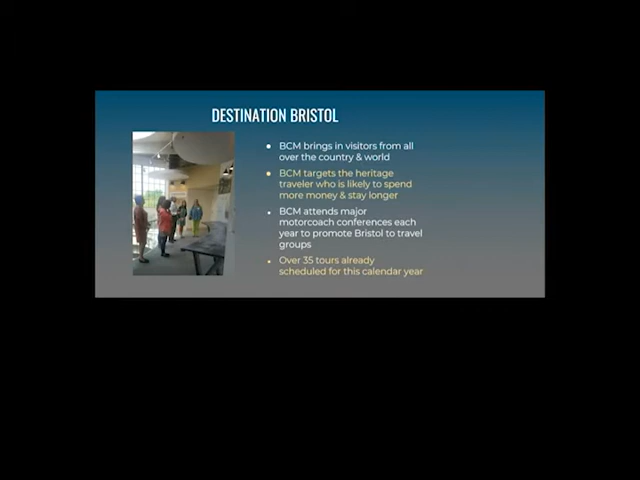 DESTINATION BRISTOL
BCM brings in visitors from all
over the country & world
BCM targets the heritage
traveler who is likely to spend
more money & stay longer
BCM attends major
motorcoach conferences each
year to promote Bristol to travel
groups
Over 35 tours already
scheduled for this calendar year